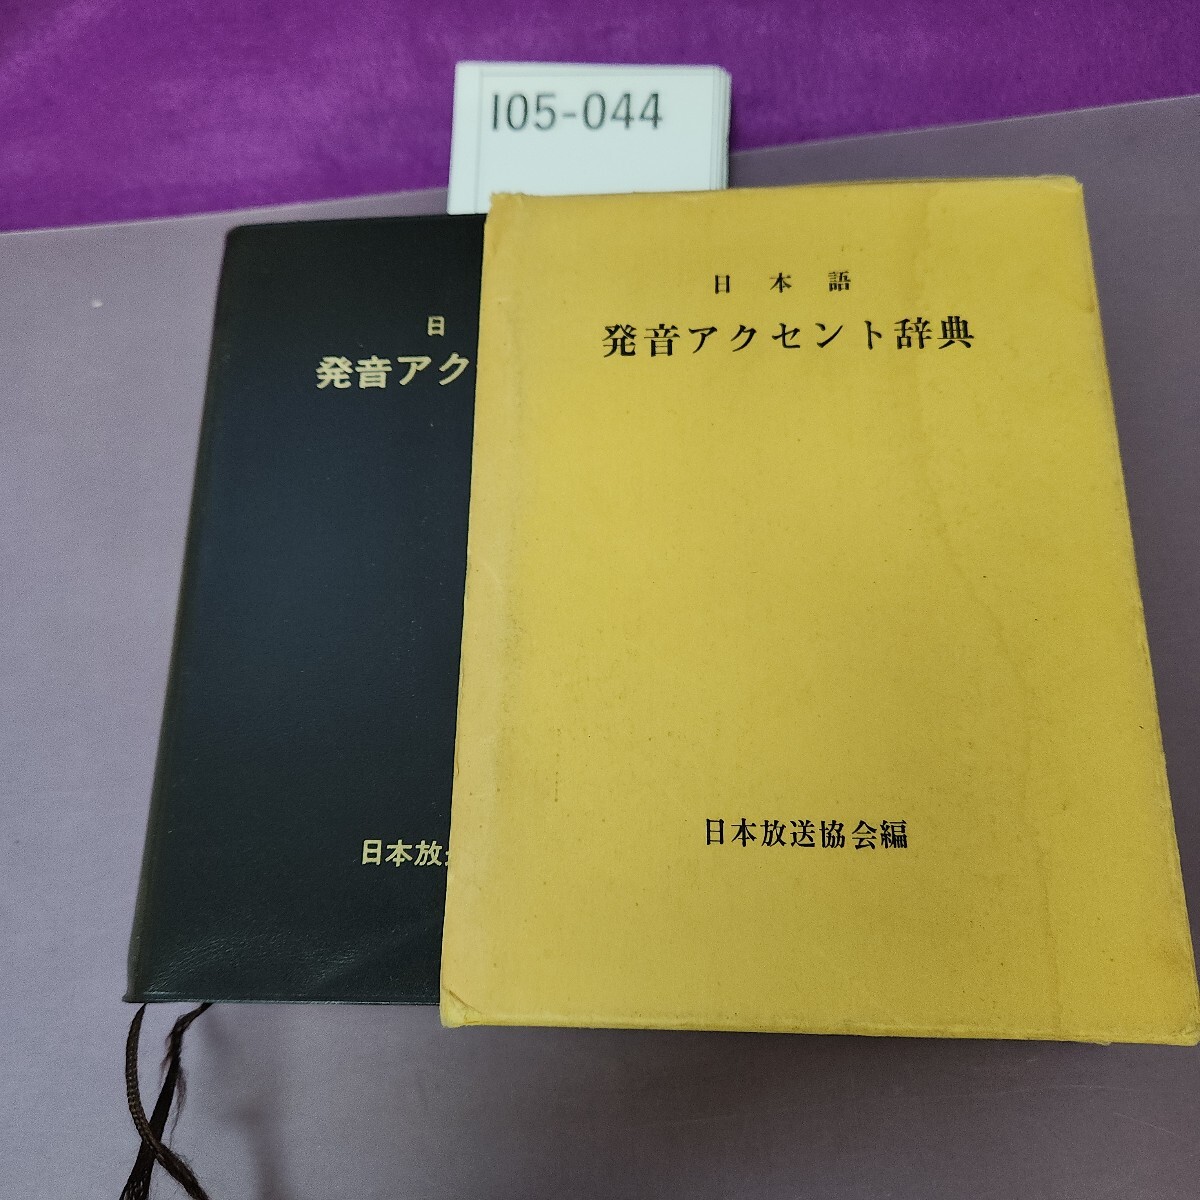 I05-044
日
発音アク
日本放
日本語
発音アクセント辞典
日本放送協会編